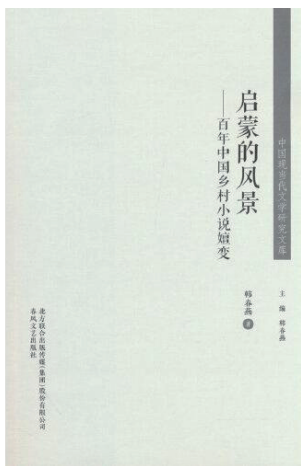 中国现当代文学研究文库
主编 韩春燕
启蒙的风景
——百年中国乡村小说嬗变
韩春燕 著
北方联合出版传媒(集团)股份有限公司
春风文艺出版社